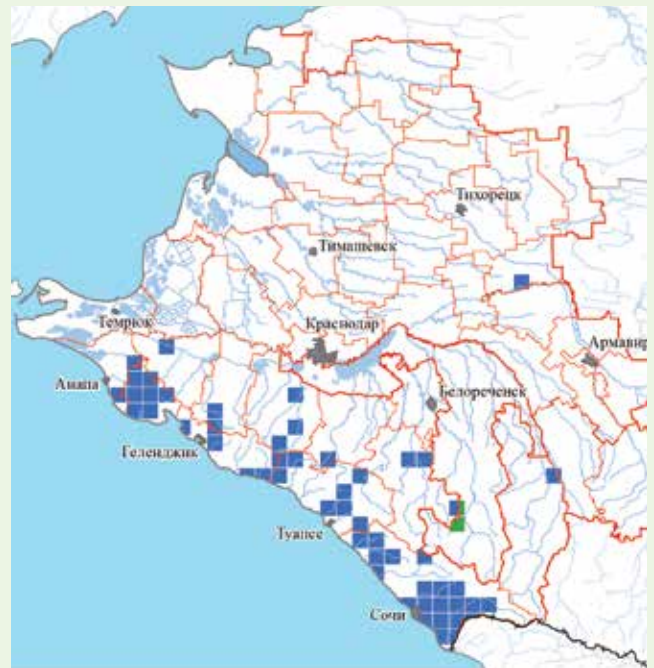 Тихорецк
Тимашевск
Темрюк
Краснодар
Армавир
Анапа
Белореченск
Геленджик
Туапсе
Сочи